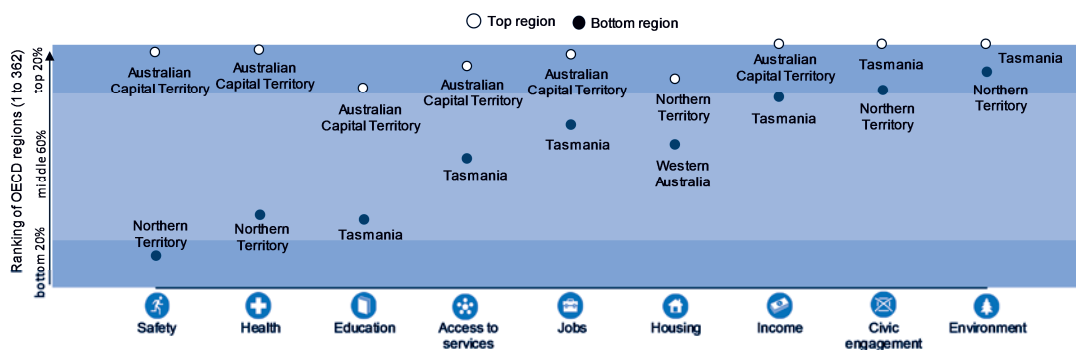 Top region
Bottom region
Ranking of OECD regions (1 to 362)
top 20%
middle 60%
bottom 20%
Australian
Capital Territory
Northern
Territory
Australian
Capital Territory
Northern
Territory
Australian
Capital Territory
Tasmania
Australian
Capital Territory
Tasmania
Australian
Capital Territory
Tasmania
Northern
Territory
Western
Australia
Australian
Capital Territory
Tasmania
Tasmania
Northern
Territory
Tasmania
Northern
Territory
Safety
Health
Education
Access to
services
Jobs
Housing
Income
Civic
engagement
Environment